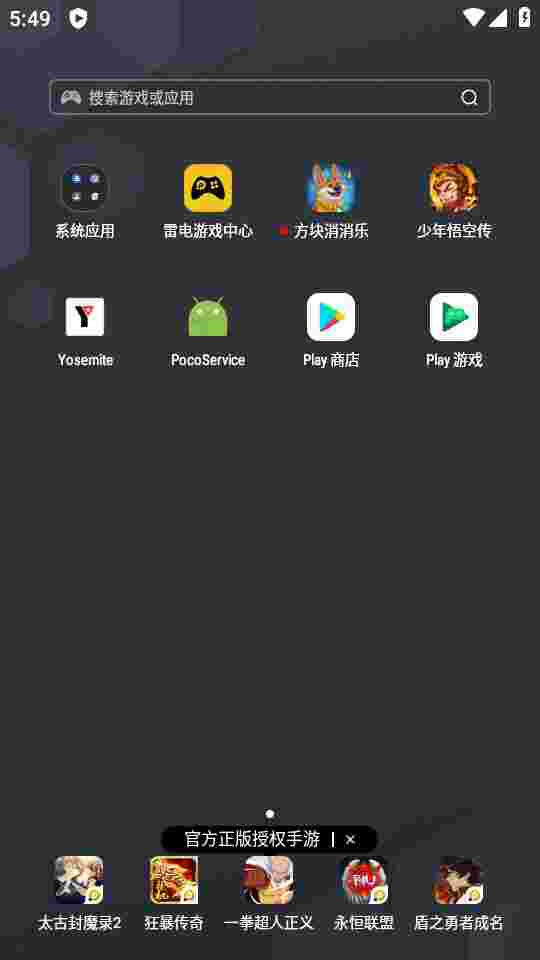 5:49
搜索游戏或应用
系统应用
雷电游戏中心
方块消消乐
少年悟空传
Yosemite
PocoService
Play 商店
Play 游戏
官方正版授权手游 | ×
太古封魔录2
狂暴传奇
一拳超人正义
永恒联盟
盾之勇者成名